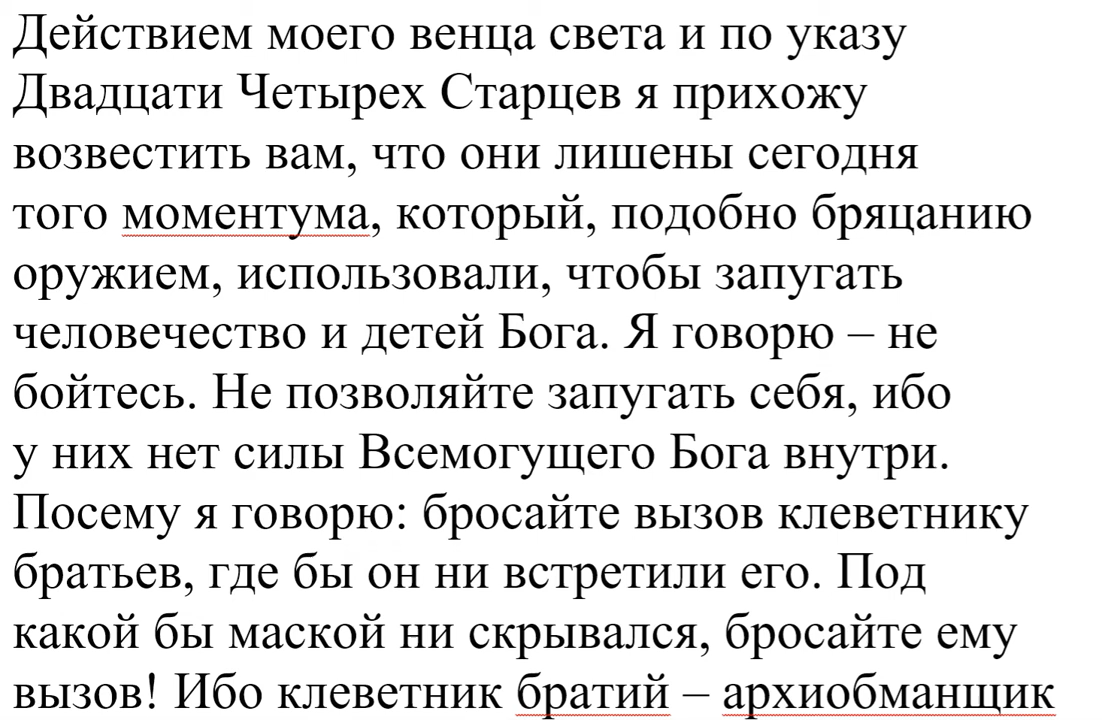 Действием моего венца света и по указу
Двадцати Четырех Старцев я прихожу
возвестить вам, что они лишены сегодня
того моментума, который, подобно бряцанию
оружием, использовали, чтобы запугать
человечество и детей Бога. Я говорю – не
бойтесь. Не позволяйте запугать себя, ибо
у них нет силы Всемогущего Бога внутри.
Посему я говорю: бросайте вызов клеветнику
братьев, где бы он ни встретили его. Под
какой бы маской ни скрывался, бросайте ему
вызов! Ибо клеветник братий – архиобманщик